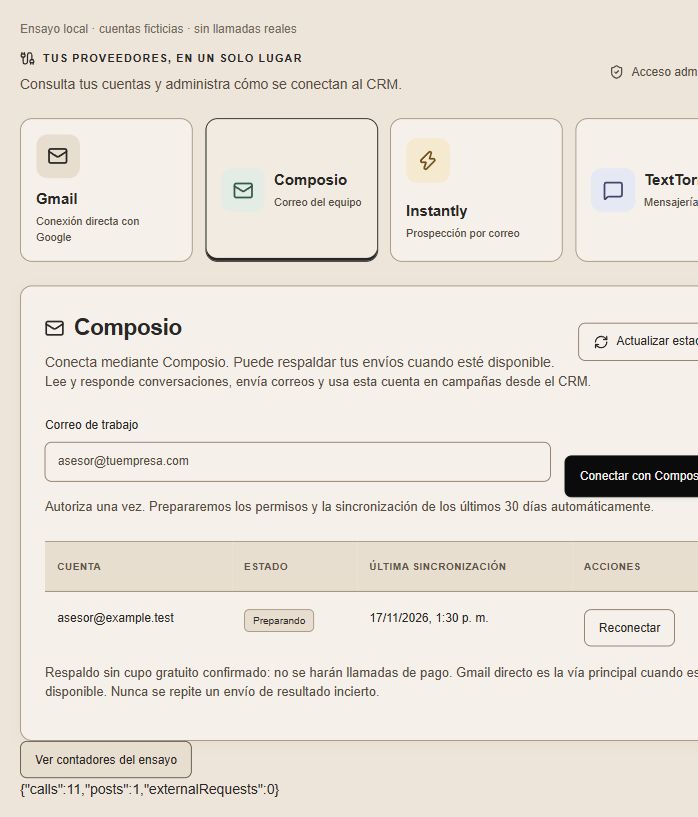 Ensayo local · cuentas ficticias · sin llamadas reales
TUS PROVEEDORES, EN UN SOLO LUGAR
Consulta tus cuentas y administra cómo se conectan al CRM.
Acceso adm
Gmail
Conexión directa con
Google
Composio
Correo del equipo
Instantly
Prospección por correo
TextTor
Mensajería
Composio
Actualizar estad
Conecta mediante Composio. Puede respaldar tus envíos cuando esté disponible.
Lee y responde conversaciones, envía correos y usa esta cuenta en campañas desde el CRM.
Correo de trabajo
asesor@tuempresa.com
Conectar con Compos
Autoriza una vez. Prepararemos los permisos y la sincronización de los últimos 30 días automáticamente.
CUENTA ESTADO ÚLTIMA SINCRONIZACIÓN ACCIONES
asesor@example.test Preparando 17/11/2026, 1:30 p. m. Reconectar
Respaldo sin cupo gratuito confirmado: no se harán llamadas de pago. Gmail directo es la vía principal cuando es
disponible. Nunca se repite un envío de resultado incierto.
Ver contadores del ensayo
{"calls":11,"posts":1,"externalRequests":0}